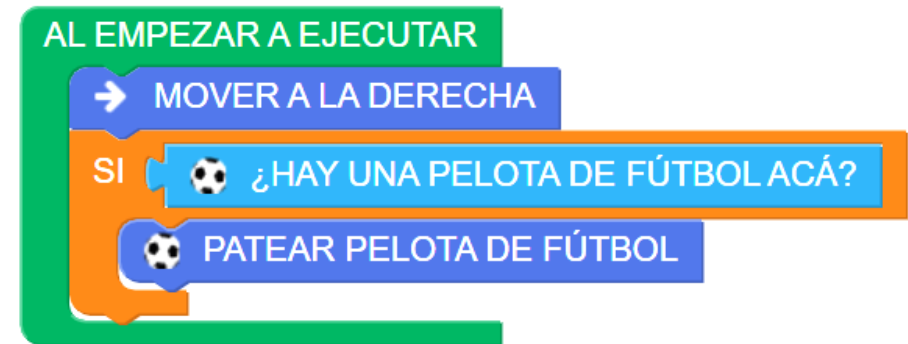 AL EMPEZAR A EJECUTAR
MOVER A LA DERECHA
SI ¿HAY UNA PELOTA DE FÚTBOL ACÁ?
PATEAR PELOTA DE FÚTBOL